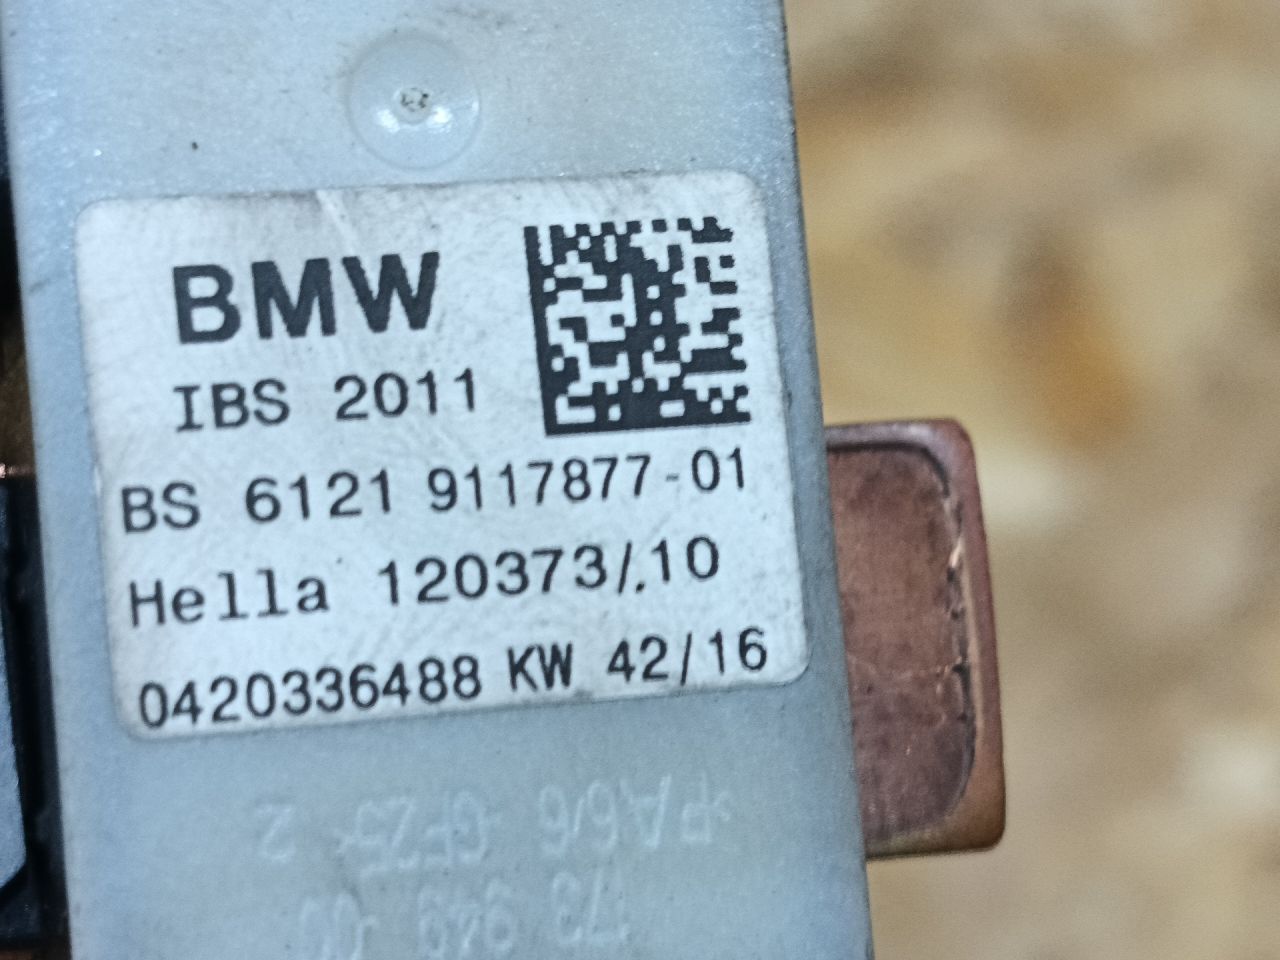 BMW
IBS 2011
BS 6121 9117877-01
Hella 120373/.10
0420336488 KW 42/16